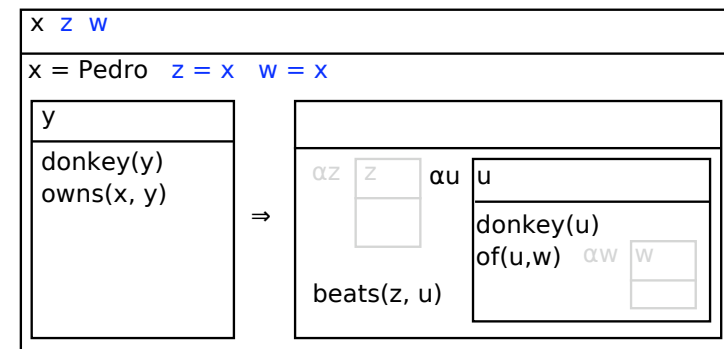 x z w
x = Pedro z = x w = x
y
donkey(y)
owns(x, y)
⇒
αz z αu u
donkey(u)
of(u,w) αw w
beats(z, u)